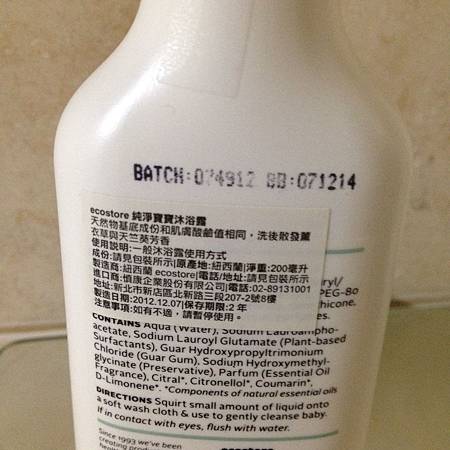 BATCH:074912 BB:071214
ecostore 純淨寶寶沐浴露
天然物基底成份和肌膚酸鹼值相同，洗後散發薰
衣草與天竺葵芳香
使用說明:一般沐浴露使用方式
成份:請見包裝所示|原產地:紐西蘭|淨重:200毫升
製造商:紐西蘭 ecostore|電話/地址:請見包裝所示
進口商:慎康企業股份有限公司|電話:02-89131001
地址:新北市新店區北新路三段207-2號8樓
製造日期:2012.12.07|保存期限:2 年
注意事項:如有不適，請暫停使用。
ryl/
PEG-80
hicone.
CONTAINS Aqua (Water), Sodium Lauroampho-
acetate, Sodium Lauroyl Glutamate (Plant-based
Surfactants), Guar Hydroxypropyltrimonium
Chloride (Guar Gum), Sodium Hydroxymethyl-
glycinate (Preservative), Parfum (Essential Oil
Fragrance), Citral*, Citronellol*, Coumarin*,
D-Limonene*. *Components of natural essential oils
DIRECTIONS Squirt small amount of liquid onto
a soft wash cloth & use to gently cleanse baby.
If in contact with eyes, flush with water.
Since 1993 we've been
creating
ecostore